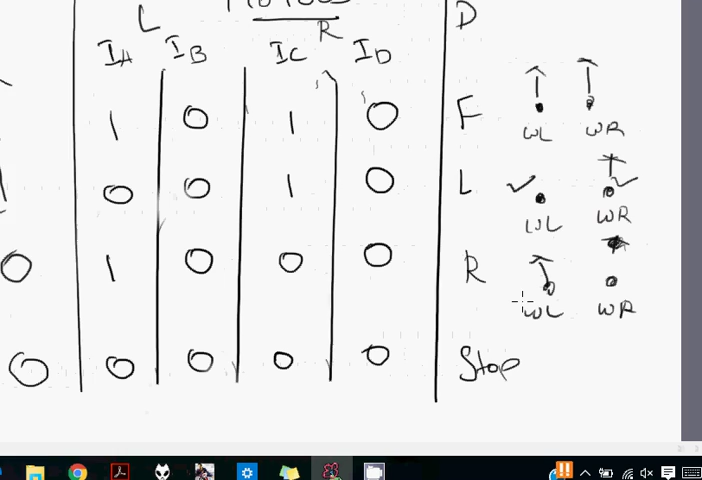 L R D
IA IB IC ID
1 0 1 0 F
WL WR
0 0 1 0 L
WL WR
0 1 0 0 0 R
WL WR
0 0 0 0 0 Stop